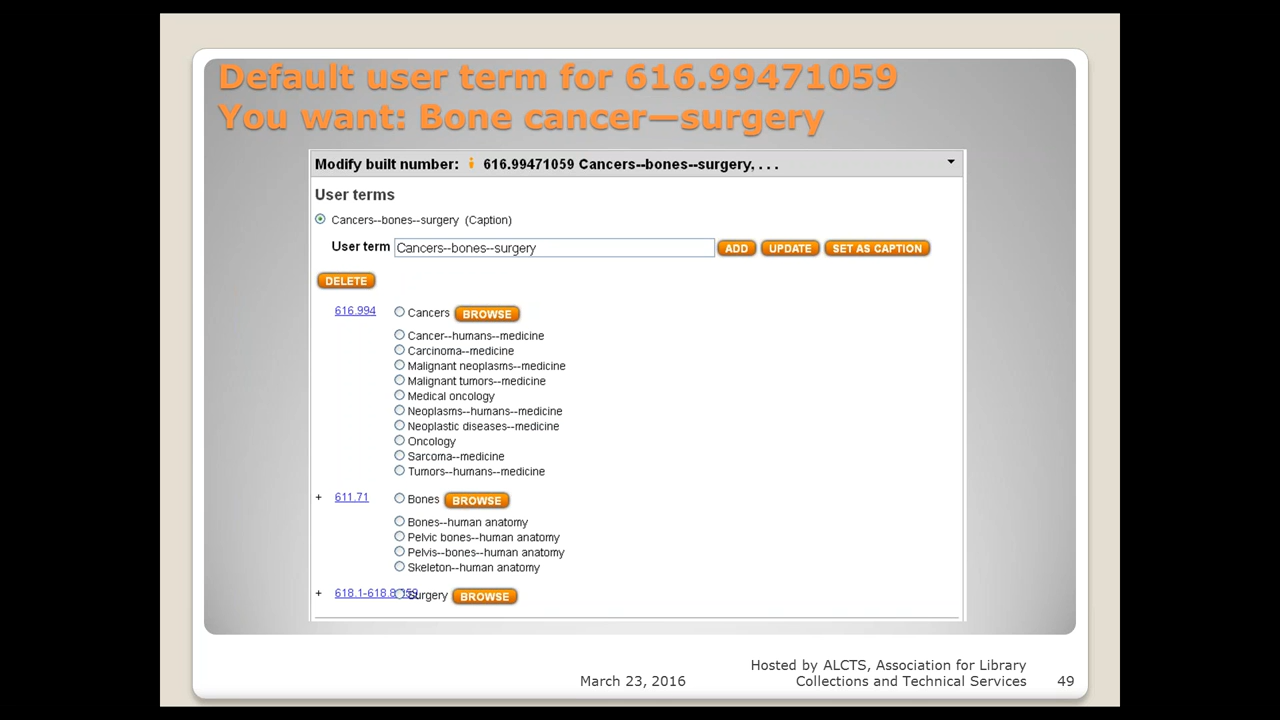 Default user term for 616.99471059
You want: Bone cancer—surgery
Modify built number: 616.99471059 Cancers--bones--surgery, . . .
User terms
Cancers--bones--surgery (Caption)
User term Cancers--bones--surgery ADD UPDATE SET AS CAPTION
DELETE
616.994 Cancers BROWSE
Cancer--humans--medicine
Carcinoma--medicine
Malignant neoplasms--medicine
Malignant tumors--medicine
Medical oncology
Neoplasms--humans--medicine
Neoplastic diseases--medicine
Oncology
Sarcoma--medicine
Tumors--humans--medicine
+ 611.71 Bones BROWSE
Bones--human anatomy
Pelvic bones--human anatomy
Pelvis--bones--human anatomy
Skeleton--human anatomy
+ Surgery BROWSE
Hosted by ALCTS, Association for Library
March 23, 2016 Collections and Technical Services 49